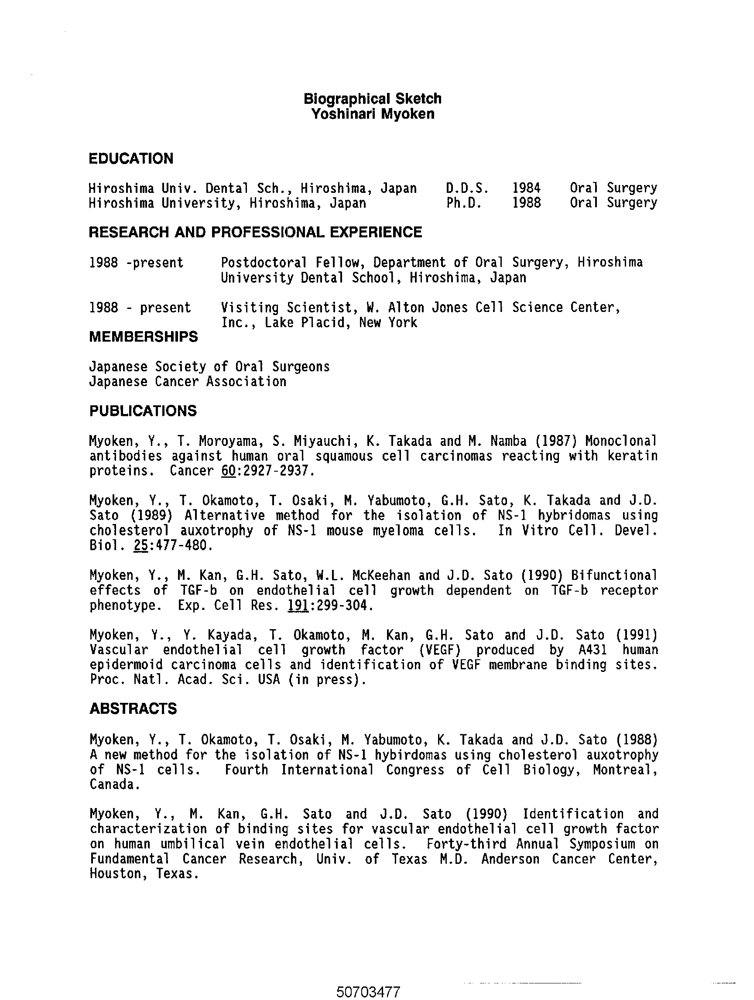 Biographical Sketch
Yoshinari Myoken
EDUCATION
Hiroshima Univ. Dental Sch., Hiroshima, Japan D.D.S. 1984 Oral Surgery
Hiroshima University, Hiroshima, Japan Ph.D. 1988 Oral Surgery
RESEARCH AND PROFESSIONAL EXPERIENCE
1988 -present Postdoctoral Fellow, Department of Oral Surgery, Hiroshima
University Dental School, Hiroshima, Japan
1988 - present Visiting Scientist, W. Alton Jones Cell Science Center,
Inc., Lake Placid, New York
MEMBERSHIPS
Japanese Society of Oral Surgeons
Japanese Cancer Association
PUBLICATIONS
Myoken, Y., T. Moroyama, S. Miyauchi, K. Takada and M. Namba (1987) Monoclonal
antibodies against human oral squamous cell carcinomas reacting with keratin
proteins. Cancer 60:2927-2937.
Myoken, Y., T. Okamoto, T. Osaki, M. Yabumoto, G.H. Sato, K. Takada and J.D.
Sato (1989) Alternative method for the isolation of NS-1 hybridomas using
cholesterol auxotrophy of NS-1 mouse myeloma cells. In Vitro Cell. Devel.
Biol. 25:477-480.
Myoken, Y., M. Kan, G.H. Sato, W.L. McKeehan and J.D. Sato (1990) Bifunctional
effects of TGF-b on endothelial cell growth dependent on TGF-b receptor
phenotype. Exp. Cell Res. 191:299-304.
Myoken, Y., Y. Kayada, T. Okamoto, M. Kan, G.H. Sato and J.D. Sato (1991)
Vascular endothelial cell growth factor (VEGF) produced by A431 human
epidermoid carcinoma cells and identification of VEGF membrane binding sites.
Proc. Natl. Acad. Sci. USA (in press).
ABSTRACTS
Myoken, Y., T. Okamoto, T. Osaki, M. Yabumoto, K. Takada and J.D. Sato (1988)
A new method for the isolation of NS-1 hybirdomas using cholesterol auxotrophy
of NS-1 cells. Fourth International Congress of Cell Biology, Montreal,
Canada.
Myoken, Y., M. Kan, G.H. Sato and J.D. Sato (1990) Identification and
characterization of binding sites for vascular endothelial cell growth factor
on human umbilical vein endothelial cells. Forty-third Annual Symposium on
Fundamental Cancer Research, Univ. of Texas M.D. Anderson Cancer Center,
Houston, Texas.
50703477